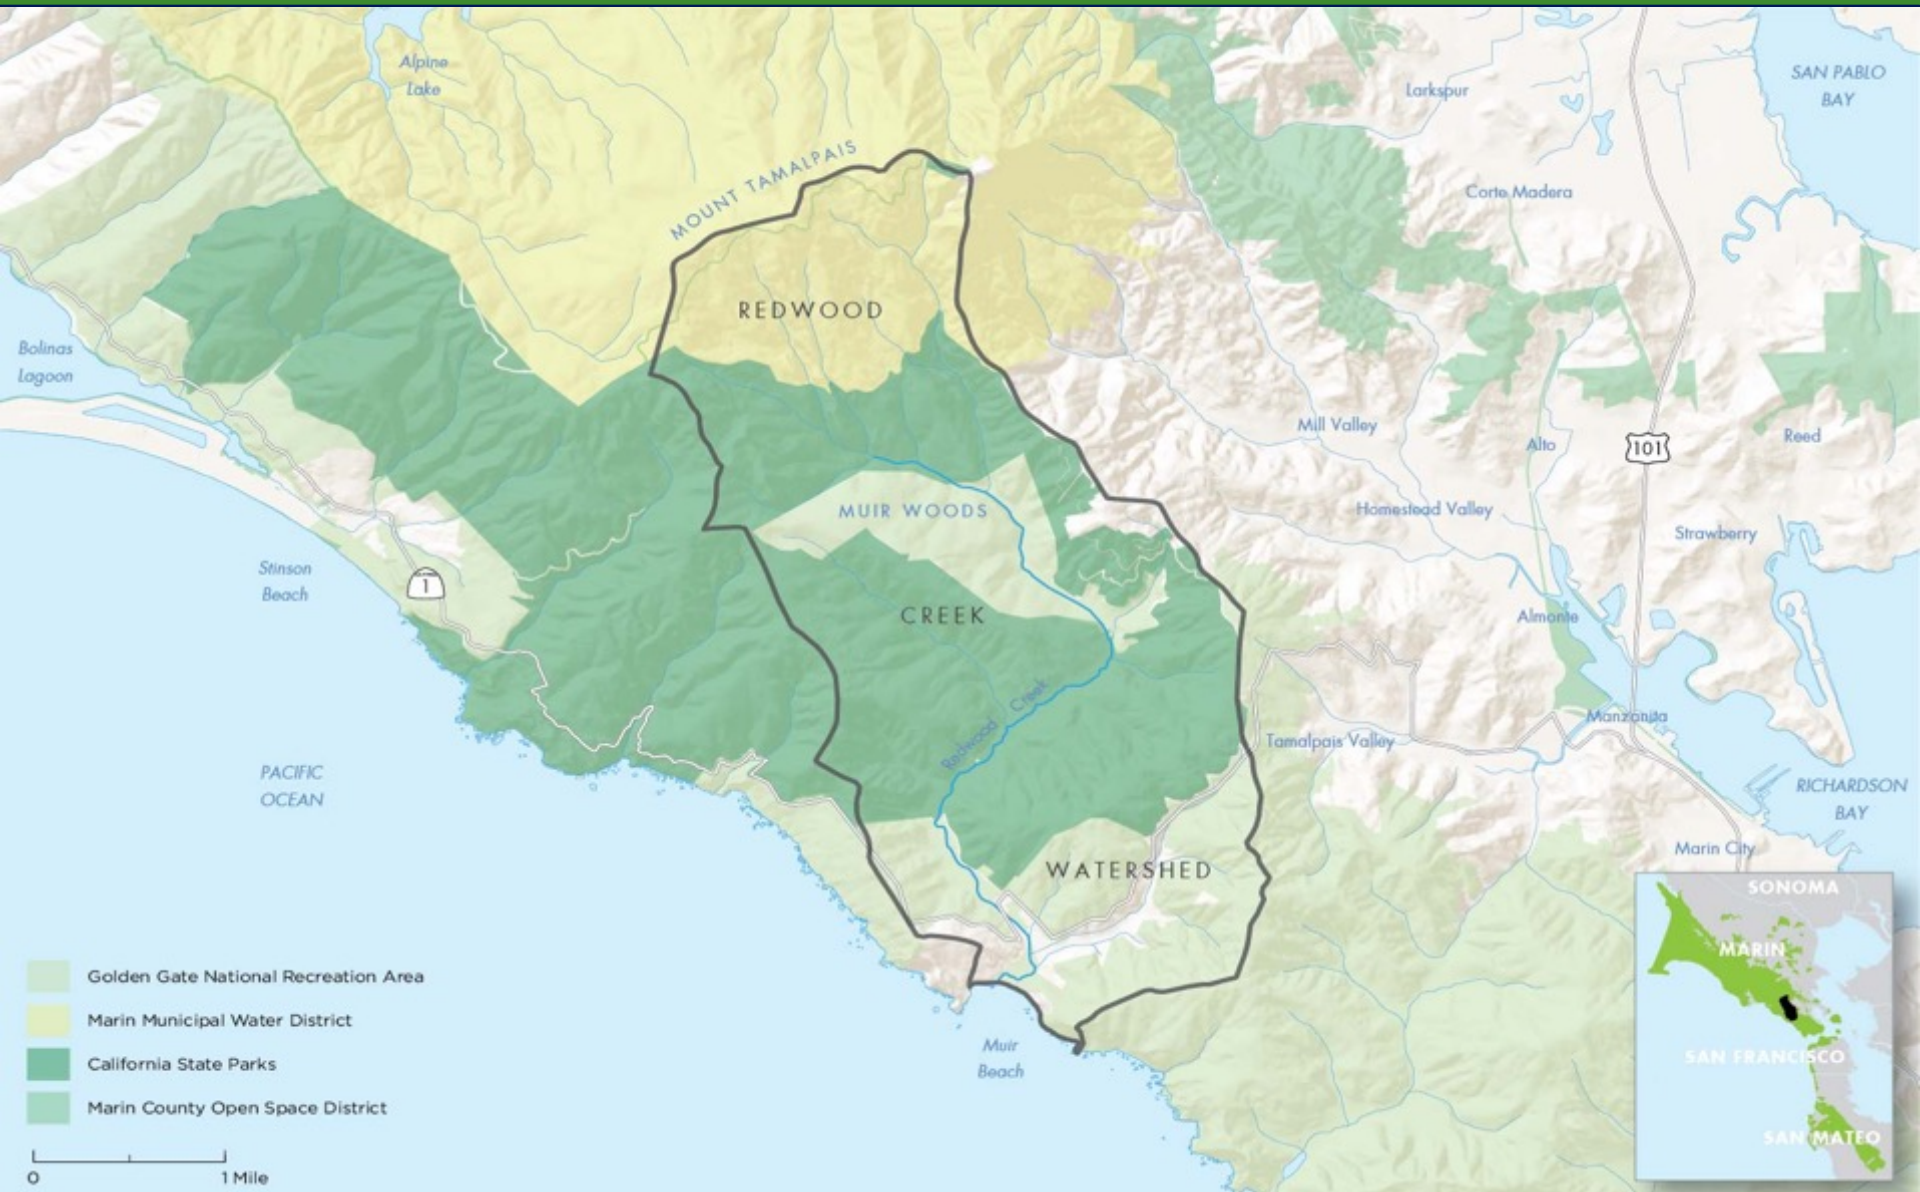 Alpine
Lake
SAN PABLO
BAY
Larkspur
MOUNT TAMALPAIS
Corte Madera
REDWOOD
Bolinas
Lagoon
Mill Valley
Alto
101
Reed
MUIR WOODS
Homestead Valley
Strawberry
Stinson
Beach
1
CREEK
Almonte
Redwood Creek
Manzanita
Tamalpais Valley
PACIFIC
OCEAN
RICHARDSON
BAY
WATERSHED
Marin City
Muir
Beach
Golden Gate National Recreation Area
Marin Municipal Water District
California State Parks
Marin County Open Space District
0
1 Mile
SONOMA
MARIN
SAN FRANCISCO
SAN MATEO